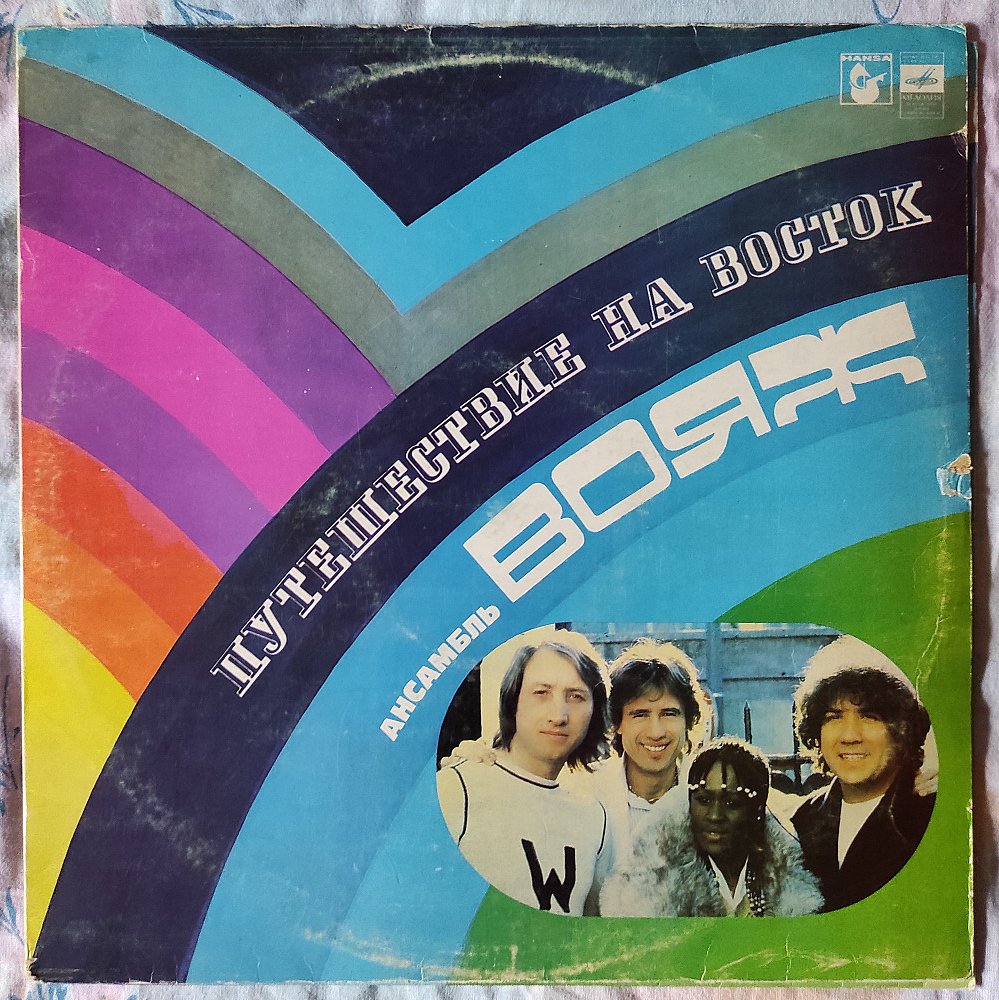 HANSA
МЕЛОДИЯ
ПУТЕШЕСТВИЕ НА ВОСТОК
АНСАМБЛЬ ВОЯЖ
W